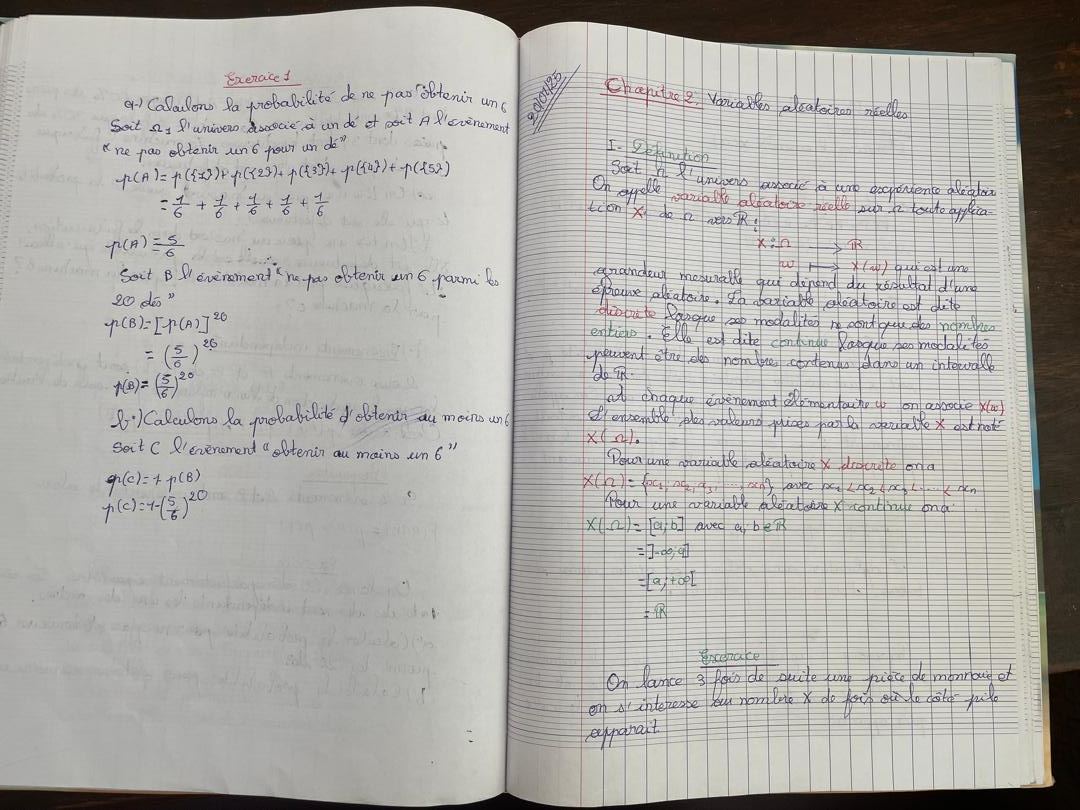 Exercice 1
a-) Calculons la probabilité de ne pas obtenir un 6
Soit Ω1 l'univers associé à un dé et soit A l'évènement
"ne pas obtenir un 6 pour un dé"
p(A) = p({1}) + p({2}) + p({3}) + p({4}) + p({5})
= 1/6 + 1/6 + 1/6 + 1/6 + 1/6
p(A) = 5/6
Soit B l'évènement "ne pas obtenir un 6 parmi les
20 dés"
p(B) = [p(A)]^20
= (5/6)^20
p(B) = (5/6)^20
b-) Calculons la probabilité d'obtenir au moins un 6
Soit C l'évènement "obtenir au moins un 6"
p(C) = 1 p(B)
p(C) = 1-(5/6)^20
Chapitre 2. Variables aléatoires réelles
I- Définition
Soit Ω l'univers associé à une expérience aléatoi
On appelle variable aléatoire réelle sur Ω toute applica-
tion X de Ω vers ℝ:
X: Ω → ℝ
w ↦ X(w) qui est une
grandeur mesurable qui dépend du résultat d'une
épreuve aléatoire. La variable aléatoire est dite
discrète lorsque ses modalités ne sont que des nombres
entiers. Elle est dite continue lorsque ses modalités
peuvent être des nombres contenus dans un intervalle
de ℝ.
at chaque évènement élémentaire w on associe X(w)
L'ensemble des valeurs prises par la variable X est noté
X(Ω).
Pour une variable aléatoire X discrète on a
X(Ω) = {x1, x2, x3, ..., xn} avec x1 < x2 < x3 < .... < xn
Pour une variable aléatoire X continue on a:
X(Ω) = [a; b] avec a, b ∈ ℝ
= ]-∞; a]
= [a; +∞[
= ℝ
Exercice
On lance 3 fois de suite une pièce de monnaie et
on s'intéresse au nombre X de fois où le côté pile
apparait.